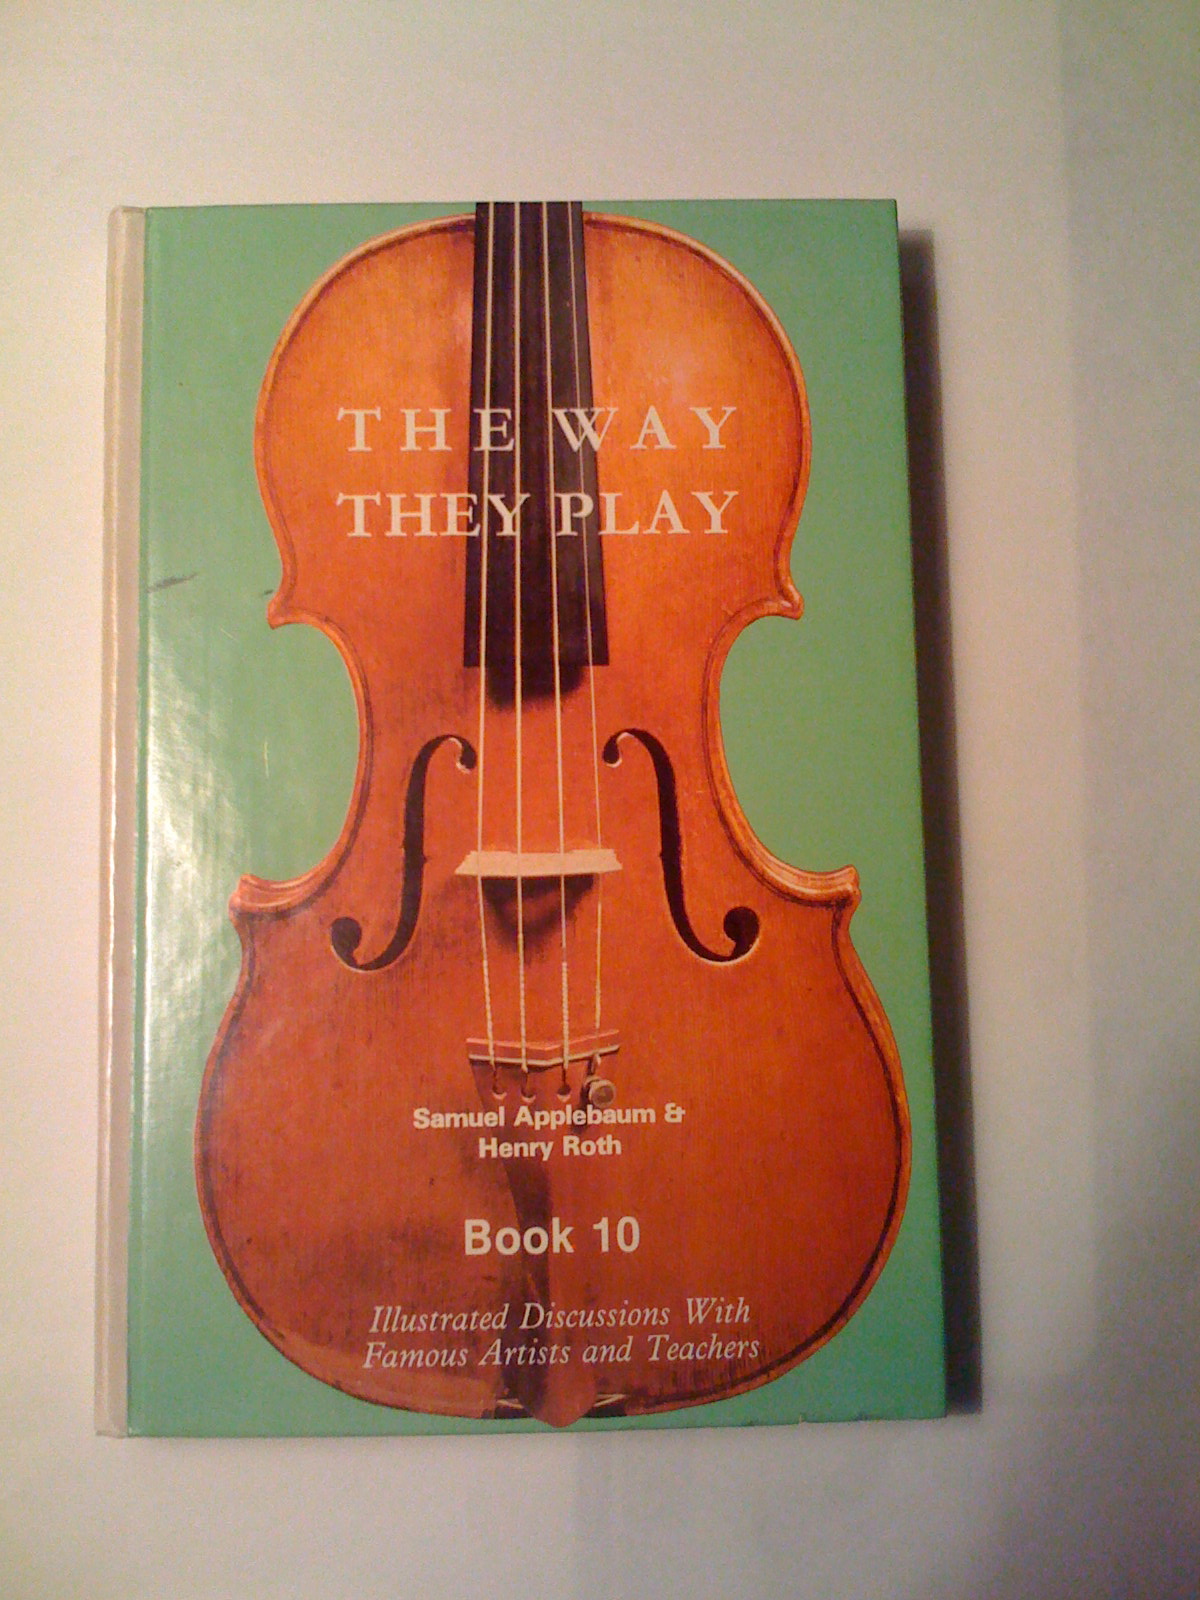 THE WAY
THEY PLAY
Samuel Applebaum &
Henry Roth
Book 10
Illustrated Discussions With
Famous Artists and Teachers